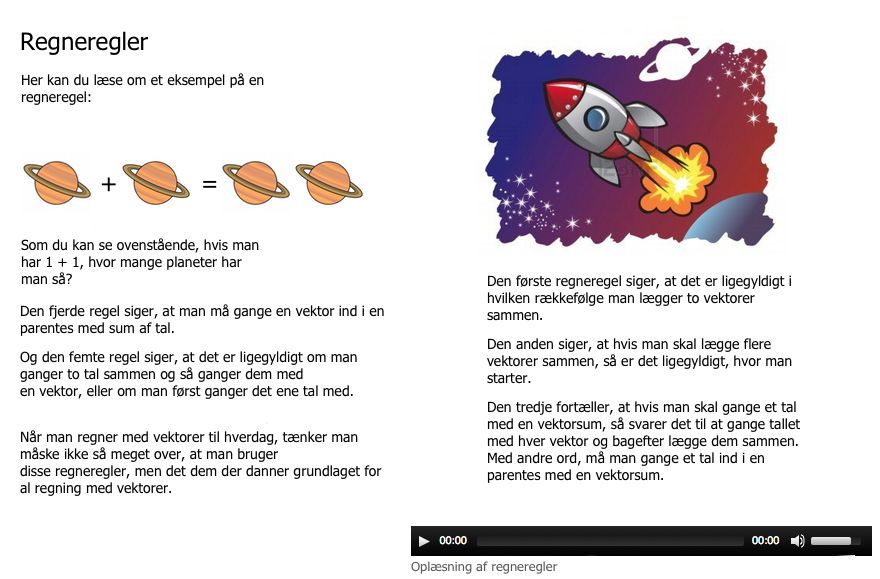 Regneregler
Her kan du læse om et eksempel på en
regneregel:
+ =
Som du kan se ovenstående, hvis man
har 1 + 1, hvor mange planeter har
man så?
Den fjerde regel siger, at man må gange en vektor ind i en
parentes med sum af tal.
Og den femte regel siger, at det er ligegyldigt om man
ganger to tal sammen og så ganger dem med
en vektor, eller om man først ganger det ene tal med.
Når man regner med vektorer til hverdag, tænker man
måske ikke så meget over, at man bruger
disse regneregler, men det dem der danner grundlaget for
al regning med vektorer.
Den første regneregel siger, at det er ligegyldigt i
hvilken rækkefølge man lægger to vektorer
sammen.
Den anden siger, at hvis man skal lægge flere
vektorer sammen, så er det ligegyldigt, hvor man
starter.
Den tredje fortæller, at hvis man skal gange et tal
med en vektorsum, så svarer det til at gange tallet
med hver vektor og bagefter lægge dem sammen.
Med andre ord, må man gange et tal ind i en
parentes med en vektorsum.
00:00 00:00
Oplæsning af regneregler